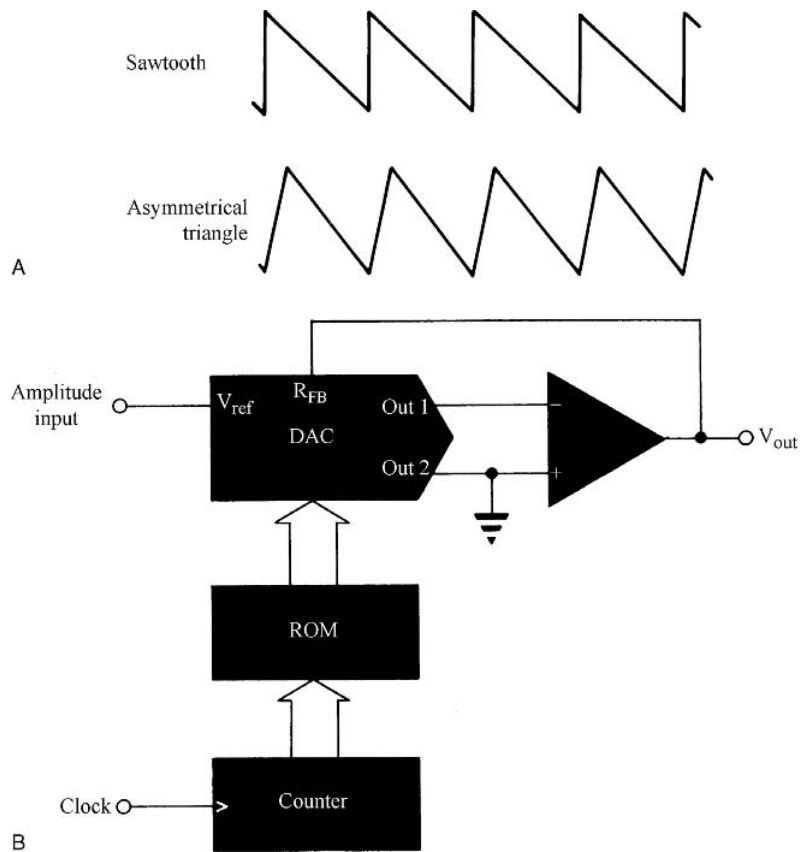 Sawtooth
Asymmetrical
triangle
A
Amplitude
input
Vref
RFB
DAC
Out 1
Out 2
−
+
Vout
ROM
Clock
>
Counter
B